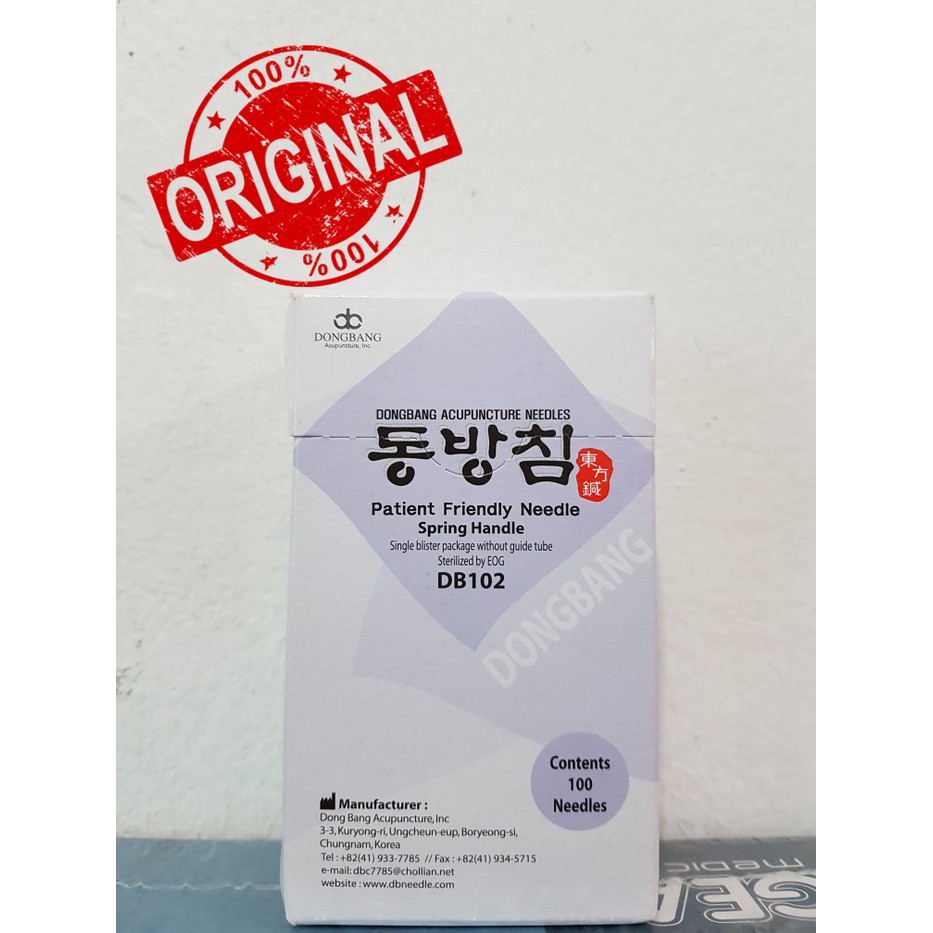 100%
ORIGINAL
100%
db
DONGBANG
Acupuncture, Inc.
DONGBANG ACUPUNCTURE NEEDLES
동방침
東方鍼
Patient Friendly Needle
Spring Handle
Single blister package without guide tube
Sterilized by EOG
DB102
DONGBANG
Contents
100
Needles
Manufacturer :
Dong Bang Acupuncture, Inc
3-3, Kuryong-ri, Ungcheun-eup, Boryeong-si,
Chungnam, Korea
Tel : +82(41) 933-7785 // Fax : +82(41) 934-5715
e-mail: dbc7785@chollian.net
website : www.dbneedle.com